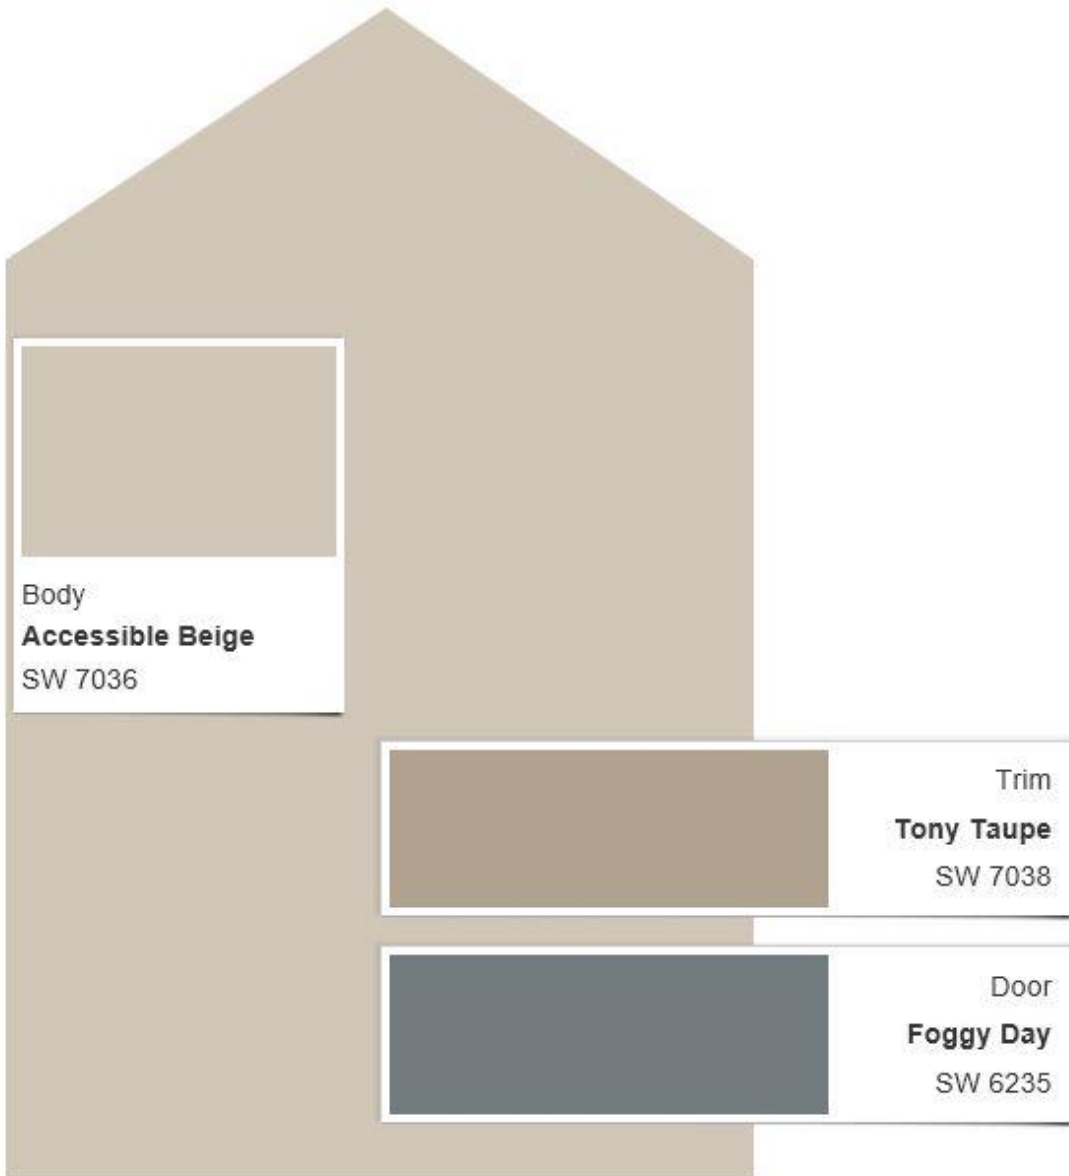 Body
Accessible Beige
SW 7036
Trim
Tony Taupe
SW 7038
Door
Foggy Day
SW 6235